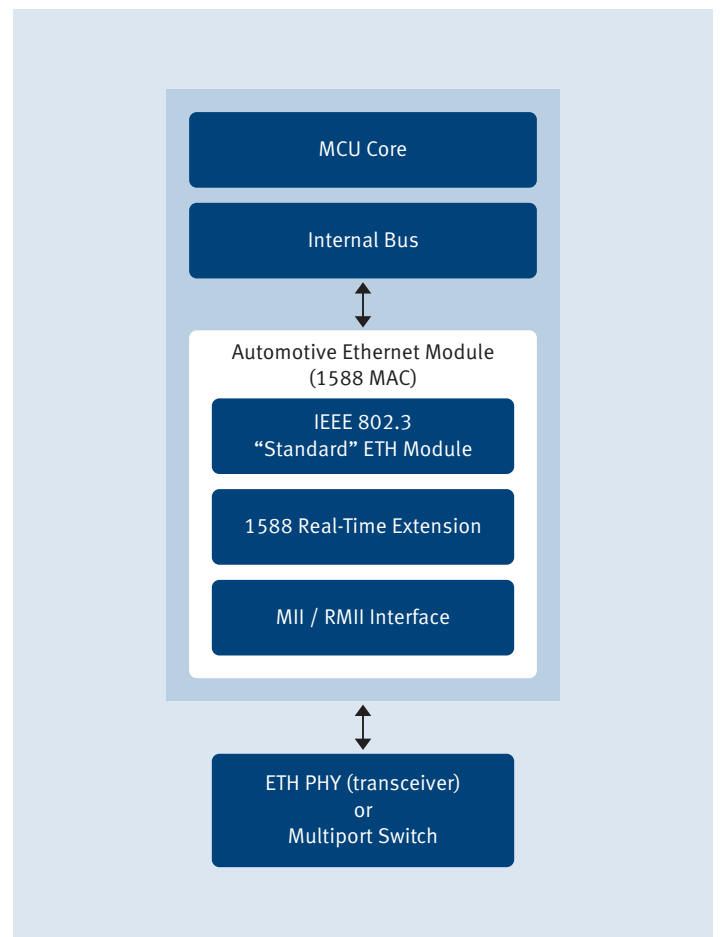 MCU Core
Internal Bus
Automotive Ethernet Module
(1588 MAC)
IEEE 802.3
“Standard” ETH Module
1588 Real-Time Extension
MII / RMII Interface
ETH PHY (transceiver)
or
Multiport Switch